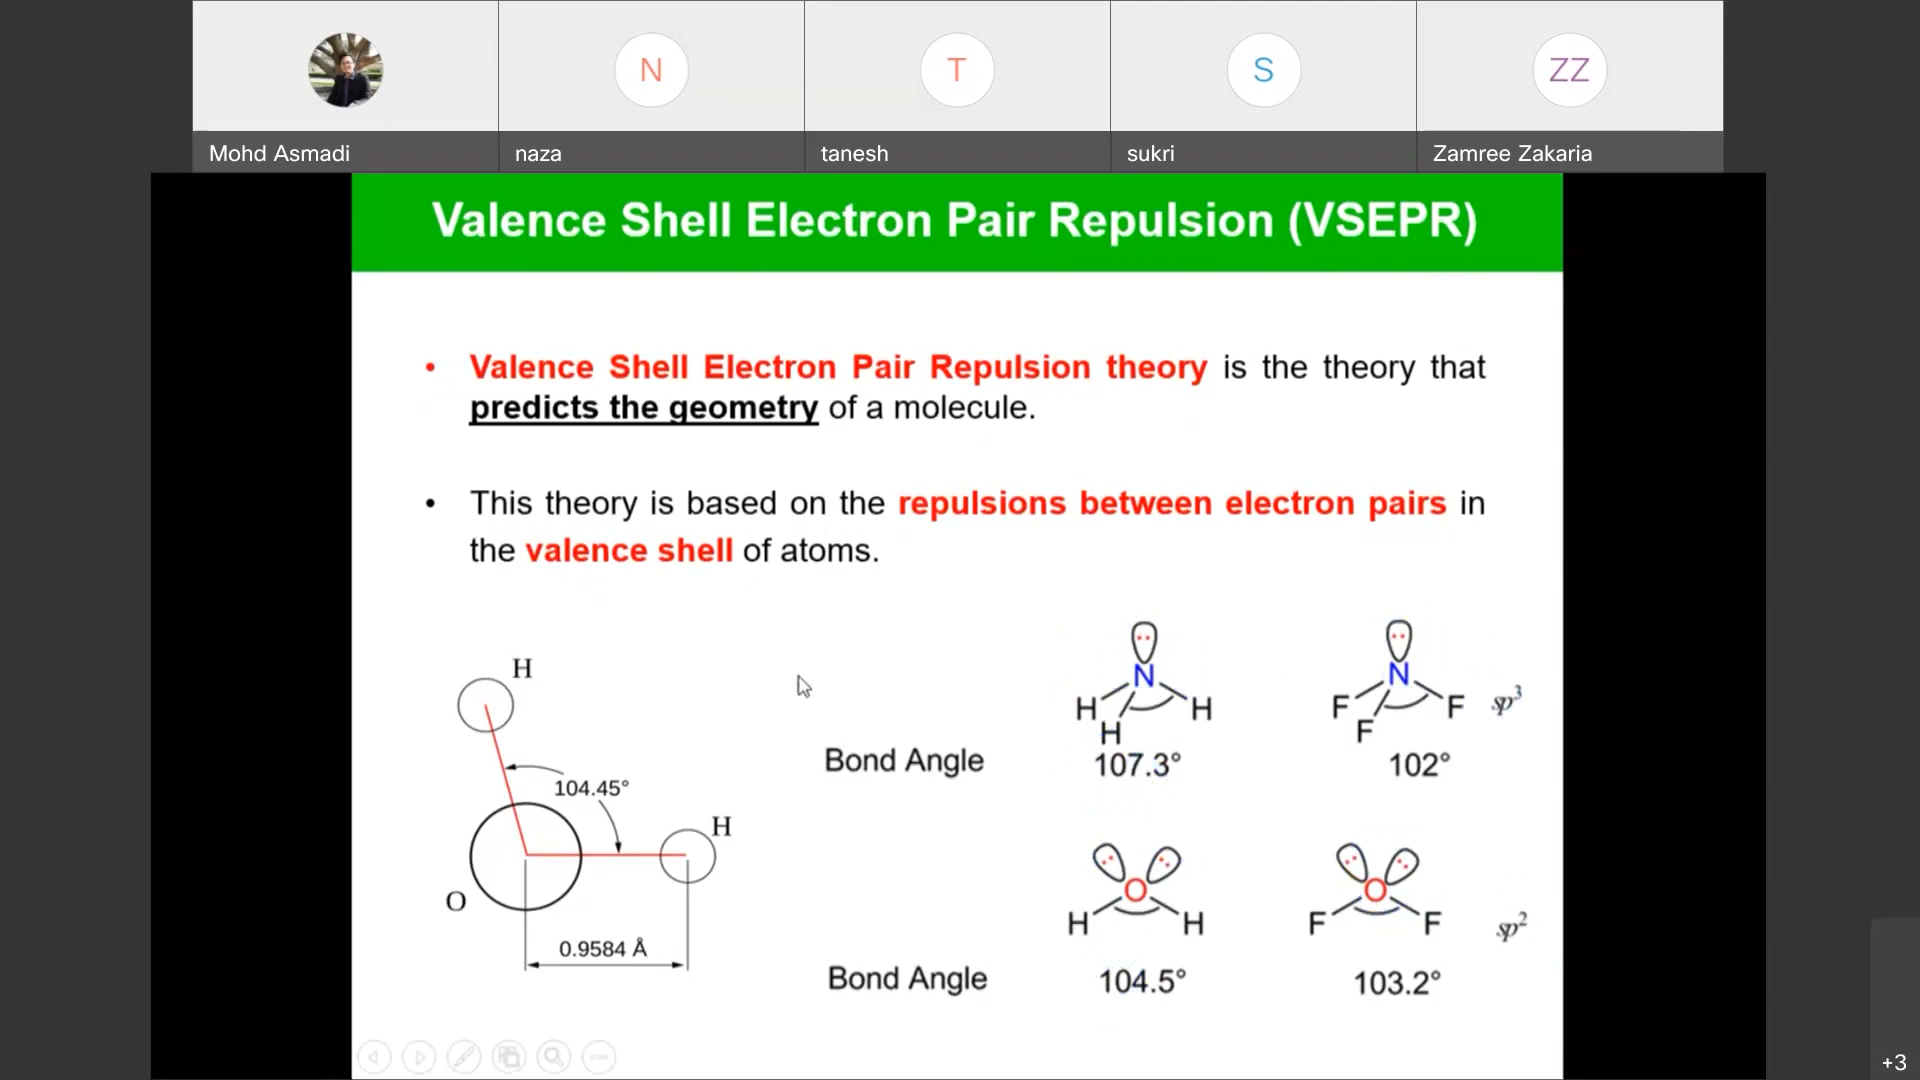 N
T
S
ZZ
Mohd Asmadi
naza
tanesh
sukri
Zamree Zakaria
Valence Shell Electron Pair Repulsion (VSEPR)
• Valence Shell Electron Pair Repulsion theory is the theory that
predicts the geometry of a molecule.
• This theory is based on the repulsions between electron pairs in
the valence shell of atoms.
H
104.45°
H
O
0.9584 Å
N
H H
H
N
F F
F
sp³
Bond Angle 107.3° 102°
O
H H
O
F F
sp²
Bond Angle 104.5° 103.2°
+3